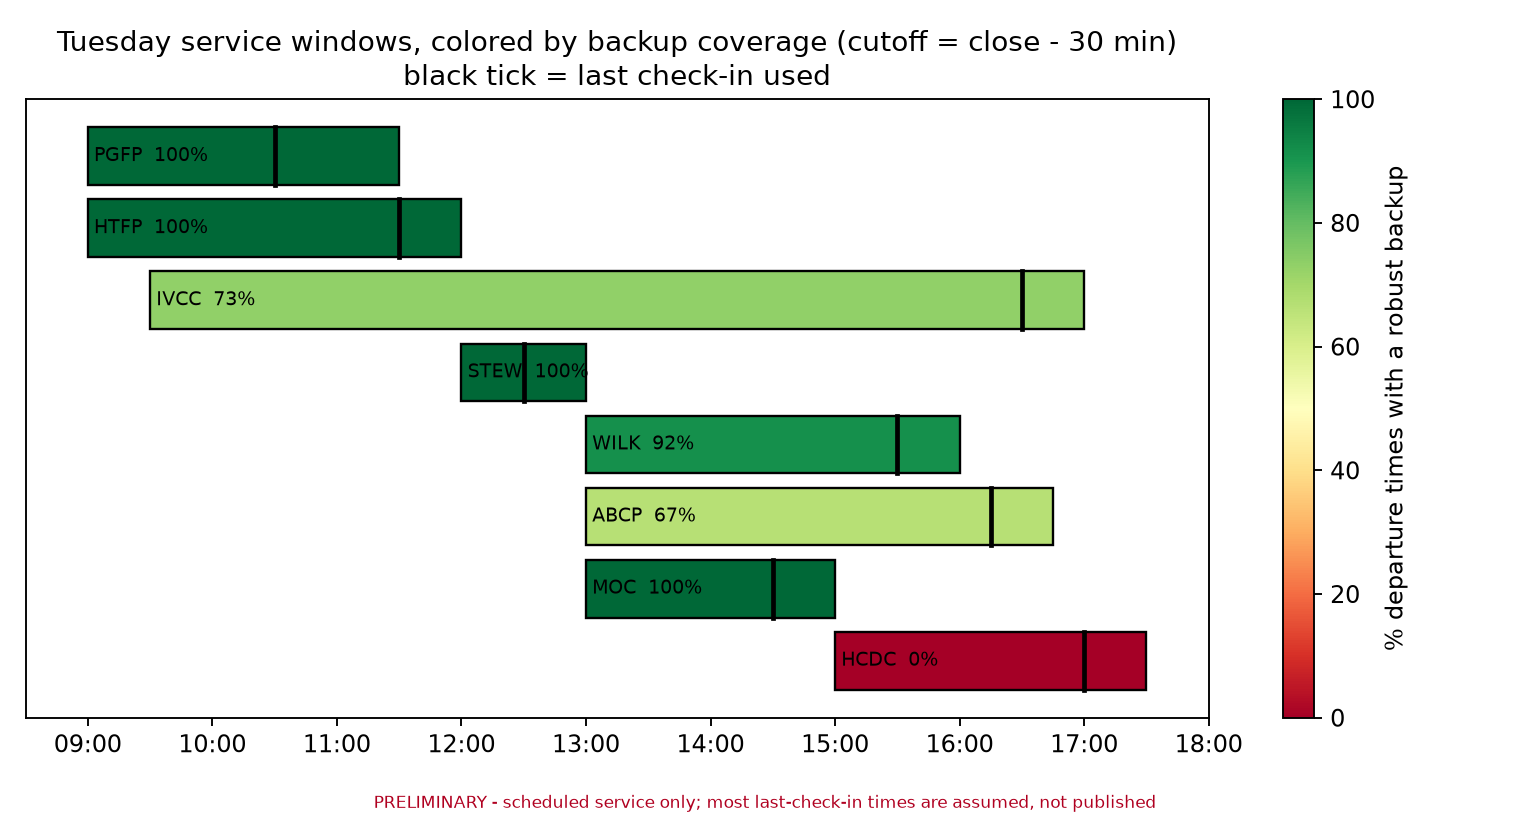 Tuesday service windows, colored by backup coverage (cutoff = close - 30 min)
black tick = last check-in used
PGFP 100%
HTFP 100%
IVCC 73%
STEW 100%
WILK 92%
ABCP 67%
MOC 100%
HCDC 0%
09:00 10:00 11:00 12:00 13:00 14:00 15:00 16:00 17:00 18:00
100
80
60
40
20
0
% departure times with a robust backup
PRELIMINARY - scheduled service only; most last-check-in times are assumed, not published